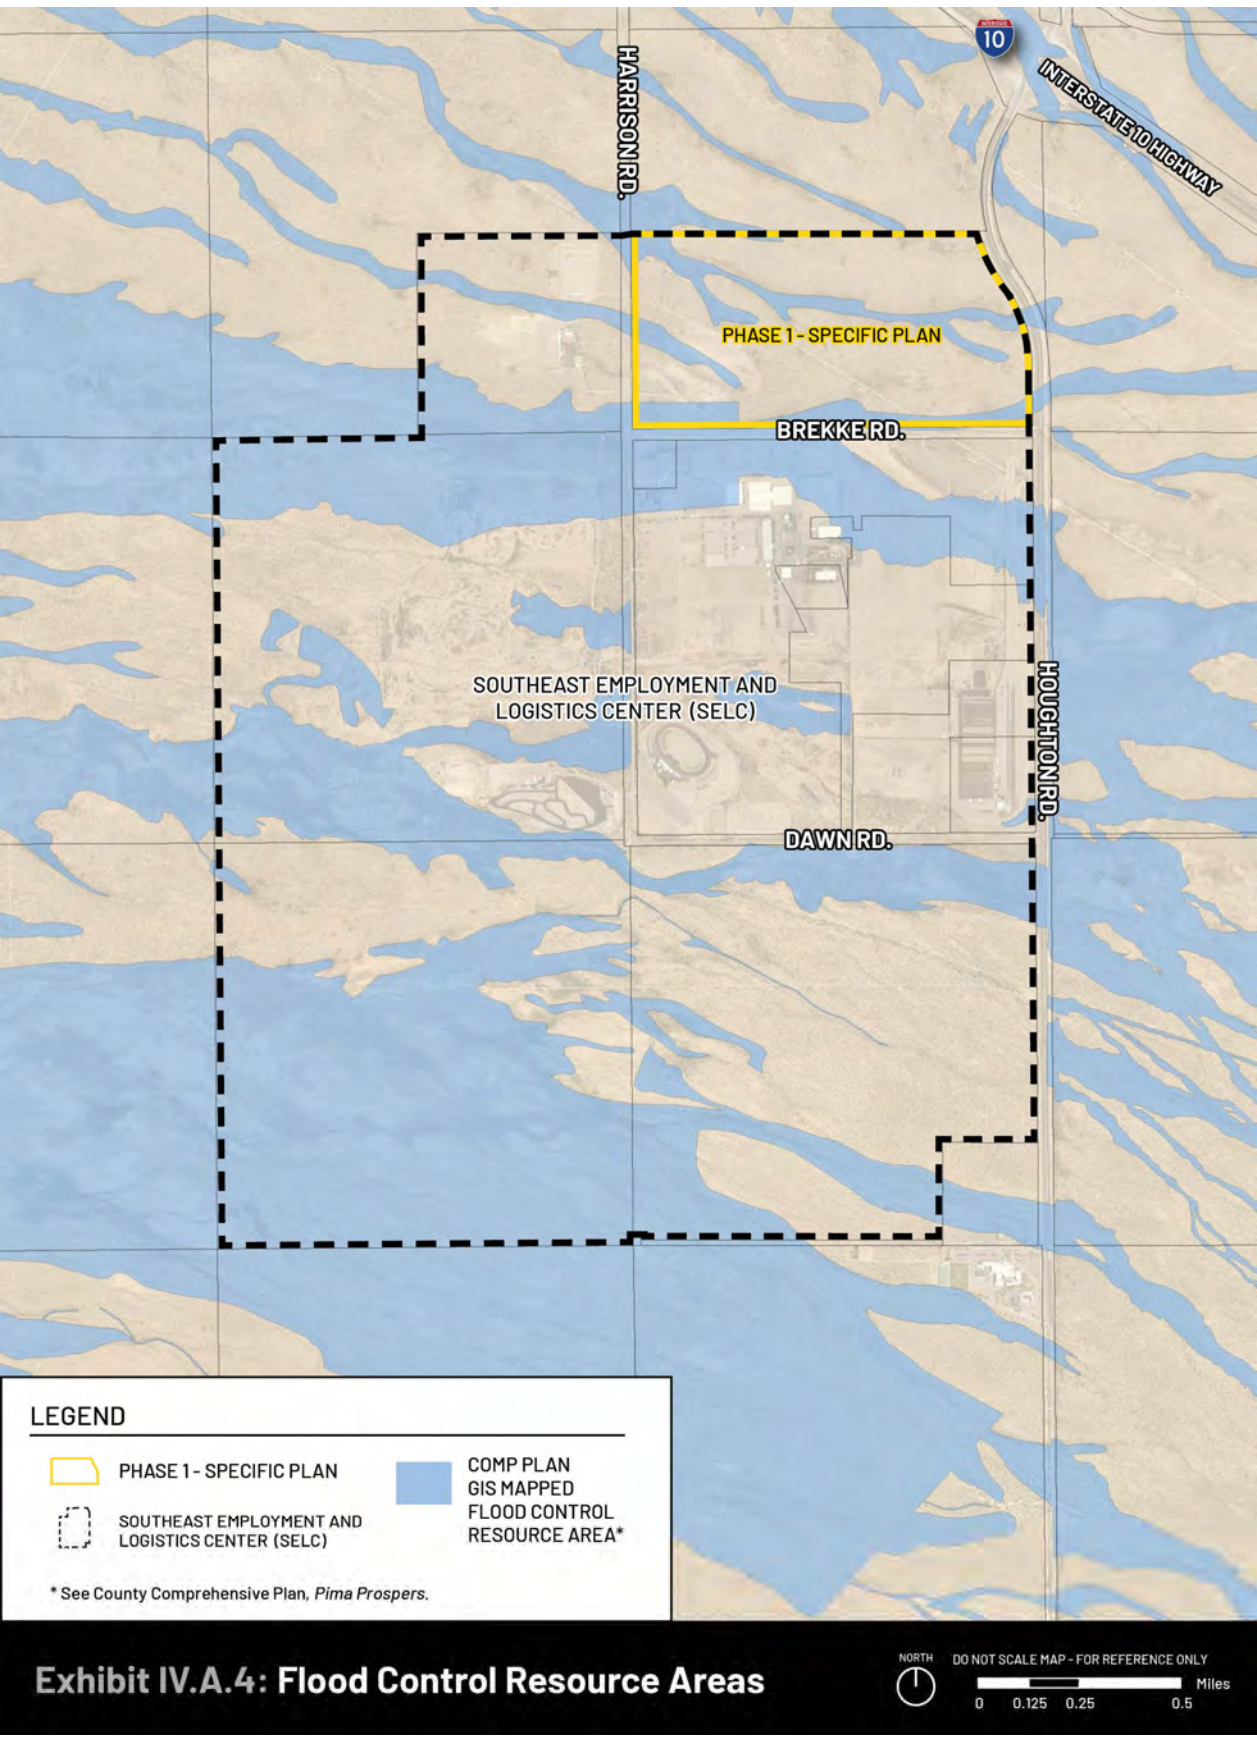 INTERSTATE
10
INTERSTATE 10 HIGHWAY
HARRISON RD.
PHASE 1 - SPECIFIC PLAN
BREKKE RD.
SOUTHEAST EMPLOYMENT AND
LOGISTICS CENTER (SELC)
HOUGHTON RD.
DAWN RD.
LEGEND
PHASE 1 - SPECIFIC PLAN
SOUTHEAST EMPLOYMENT AND
LOGISTICS CENTER (SELC)
COMP PLAN
GIS MAPPED
FLOOD CONTROL
RESOURCE AREA*
* See County Comprehensive Plan, Pima Prospers.
Exhibit IV.A.4: Flood Control Resource Areas
NORTH
DO NOT SCALE MAP - FOR REFERENCE ONLY
Miles
0 0.125 0.25 0.5